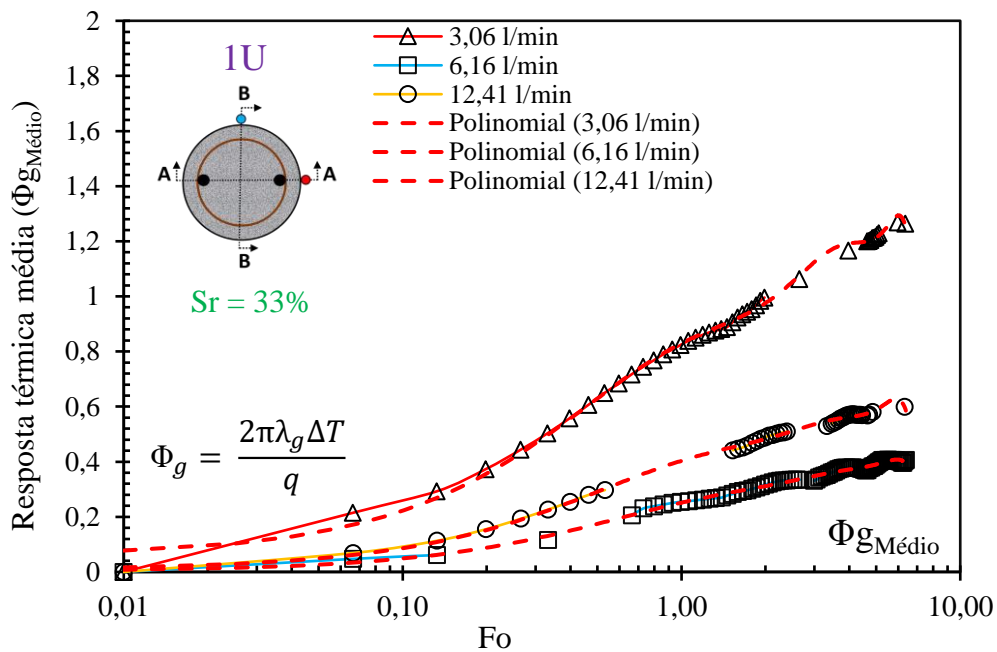 Resposta térmica média (Φg_Médio)
2
1,8
1,6
1,4
1,2
1
0,8
0,6
0,4
0,2
0
0,01
0,10
1,00
10,00
Fo
3,06 l/min
6,16 l/min
12,41 l/min
Polinomial (3,06 l/min)
Polinomial (6,16 l/min)
Polinomial (12,41 l/min)
1U
B
A A
B
Sr = 33%
Φ_g = 2πλ_gΔT / q
Φg_Médio